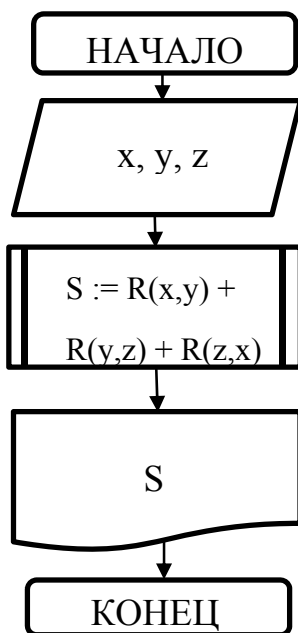 НАЧАЛО
x, y, z
S := R(x,y) +
R(y,z) + R(z,x)
S
КОНЕЦ